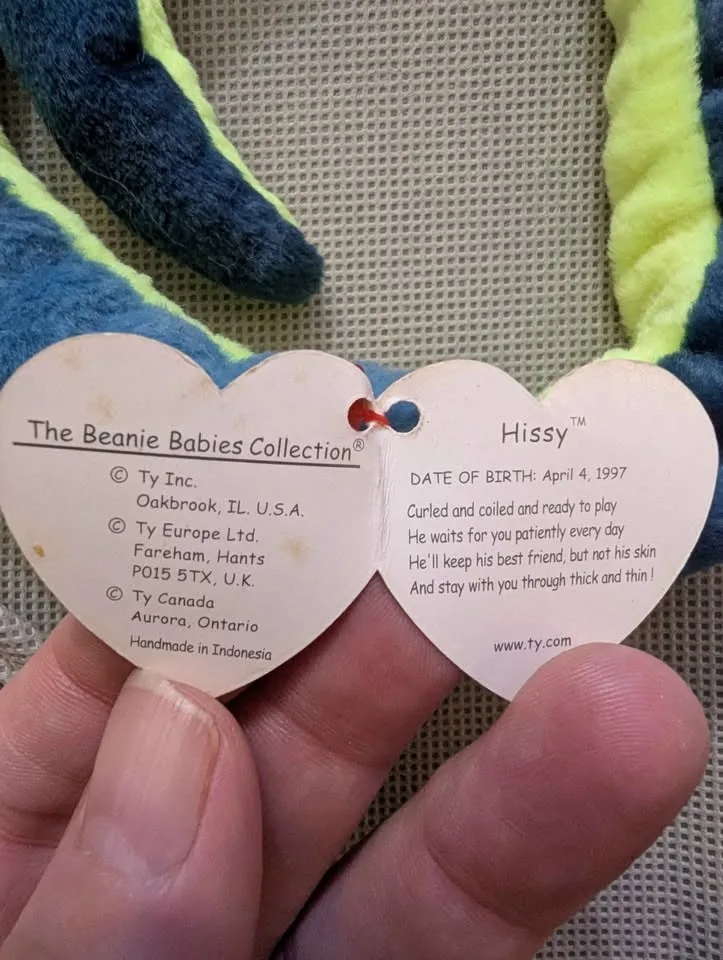 The Beanie Babies Collection®
© Ty Inc.
Oakbrook, IL. U.S.A.
© Ty Europe Ltd.
Fareham, Hants
PO15 5TX, U.K.
© Ty Canada
Aurora, Ontario
Handmade in Indonesia
Hissy™
DATE OF BIRTH: April 4, 1997
Curled and coiled and ready to play
He waits for you patiently every day
He'll keep his best friend, but not his skin
And stay with you through thick and thin !
www.ty.com